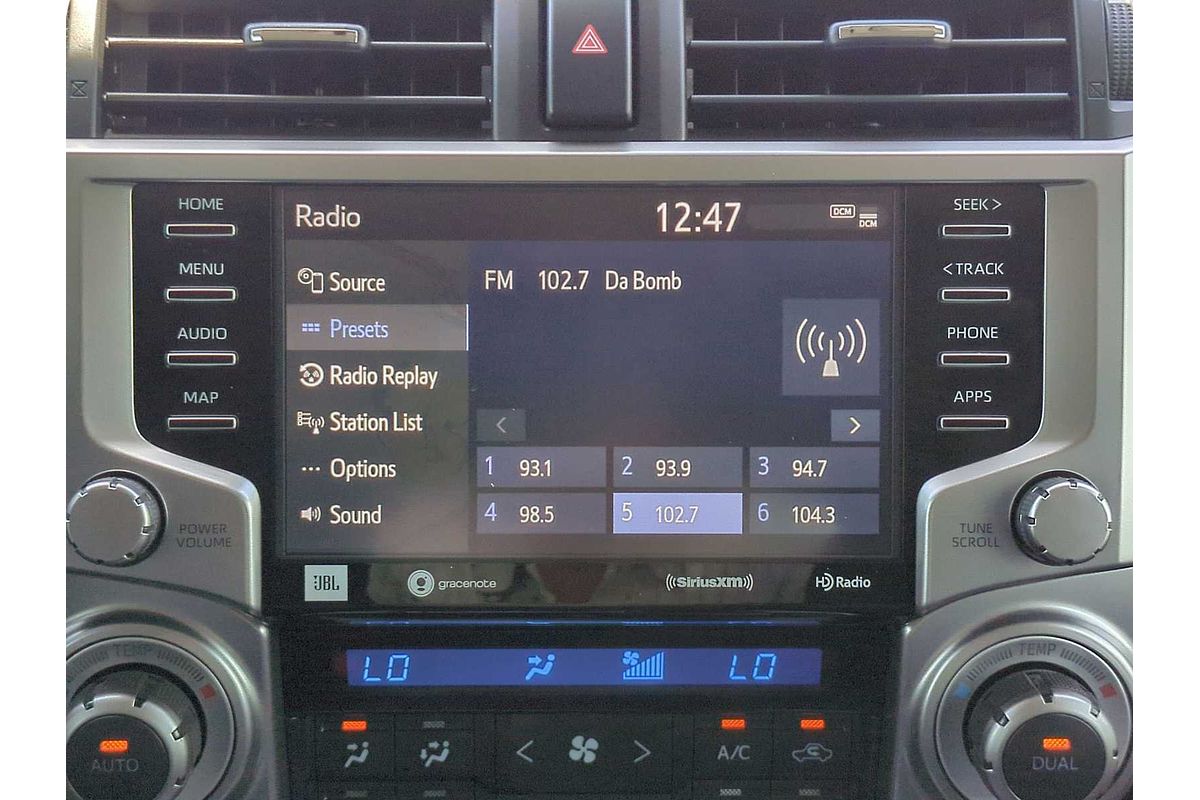 HOME
MENU
AUDIO
MAP
POWER
VOLUME
Radio
12:47
DCM
DCM
Source
Presets
Radio Replay
Station List
Options
Sound
FM 102.7 Da Bomb
< >
1 93.1 2 93.9 3 94.7
4 98.5 5 102.7 6 104.3
SEEK >
< TRACK
PHONE
APPS
TUNE
SCROLL
JBL gracenote ((SiriusXM)) HD Radio
LO LO
TEMP
AUTO
< >
A/C
TEMP
DUAL